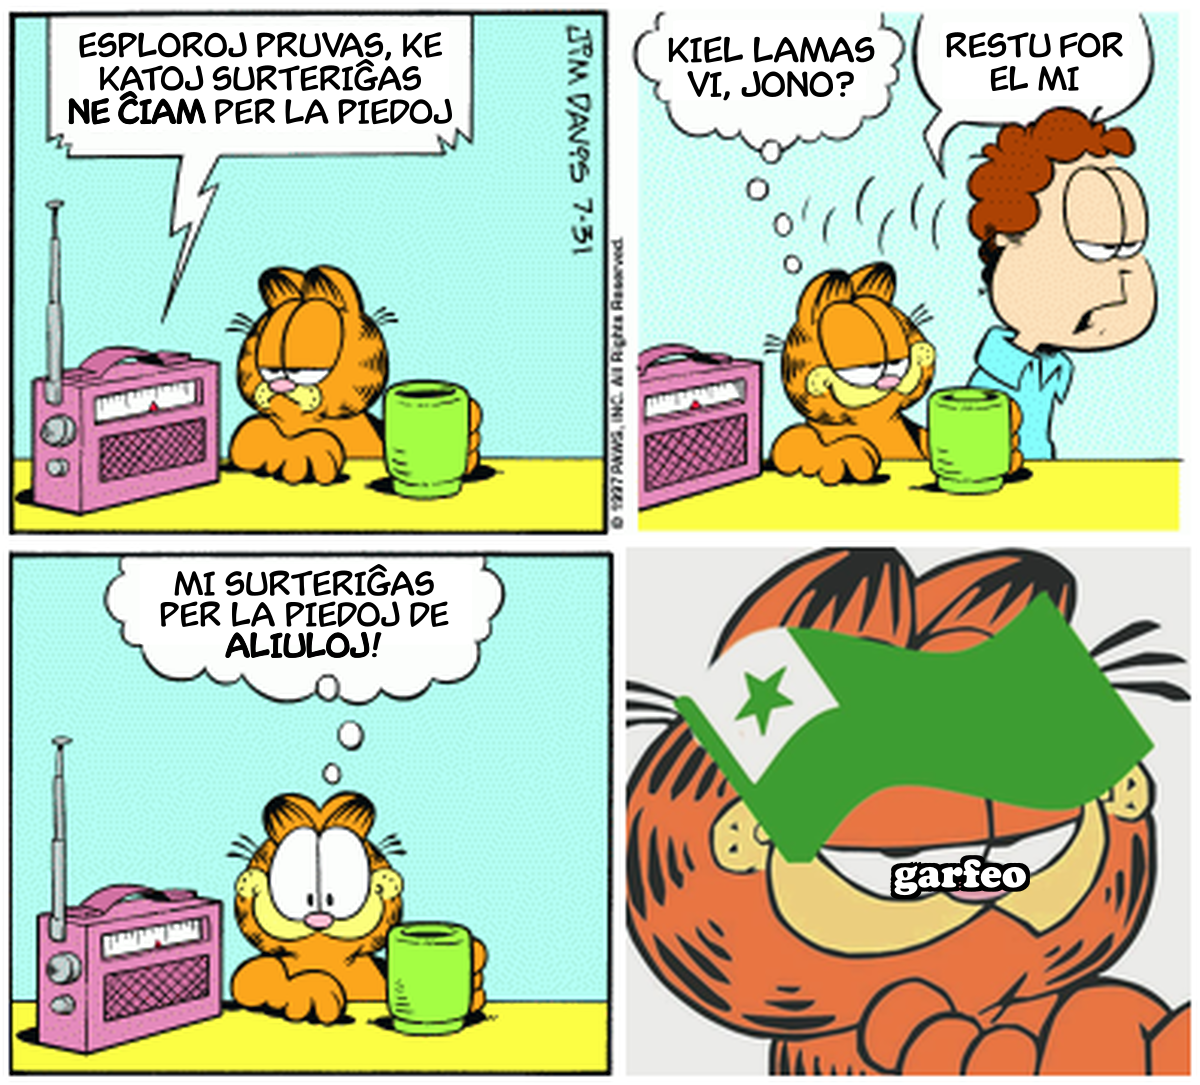 ESPLOROJ PRUVAS, KE
KATOJ SURTERIĜAS
NE ĈIAM PER LA PIEDOJ
JIM DAVIS 7-31
© 1997 PAWS, INC. All Rights Reserved.
KIEL LAMAS
VI, JONO?
RESTU FOR
EL MI
MI SURTERIĜAS
PER LA PIEDOJ DE
ALIULOJ!
garfeo